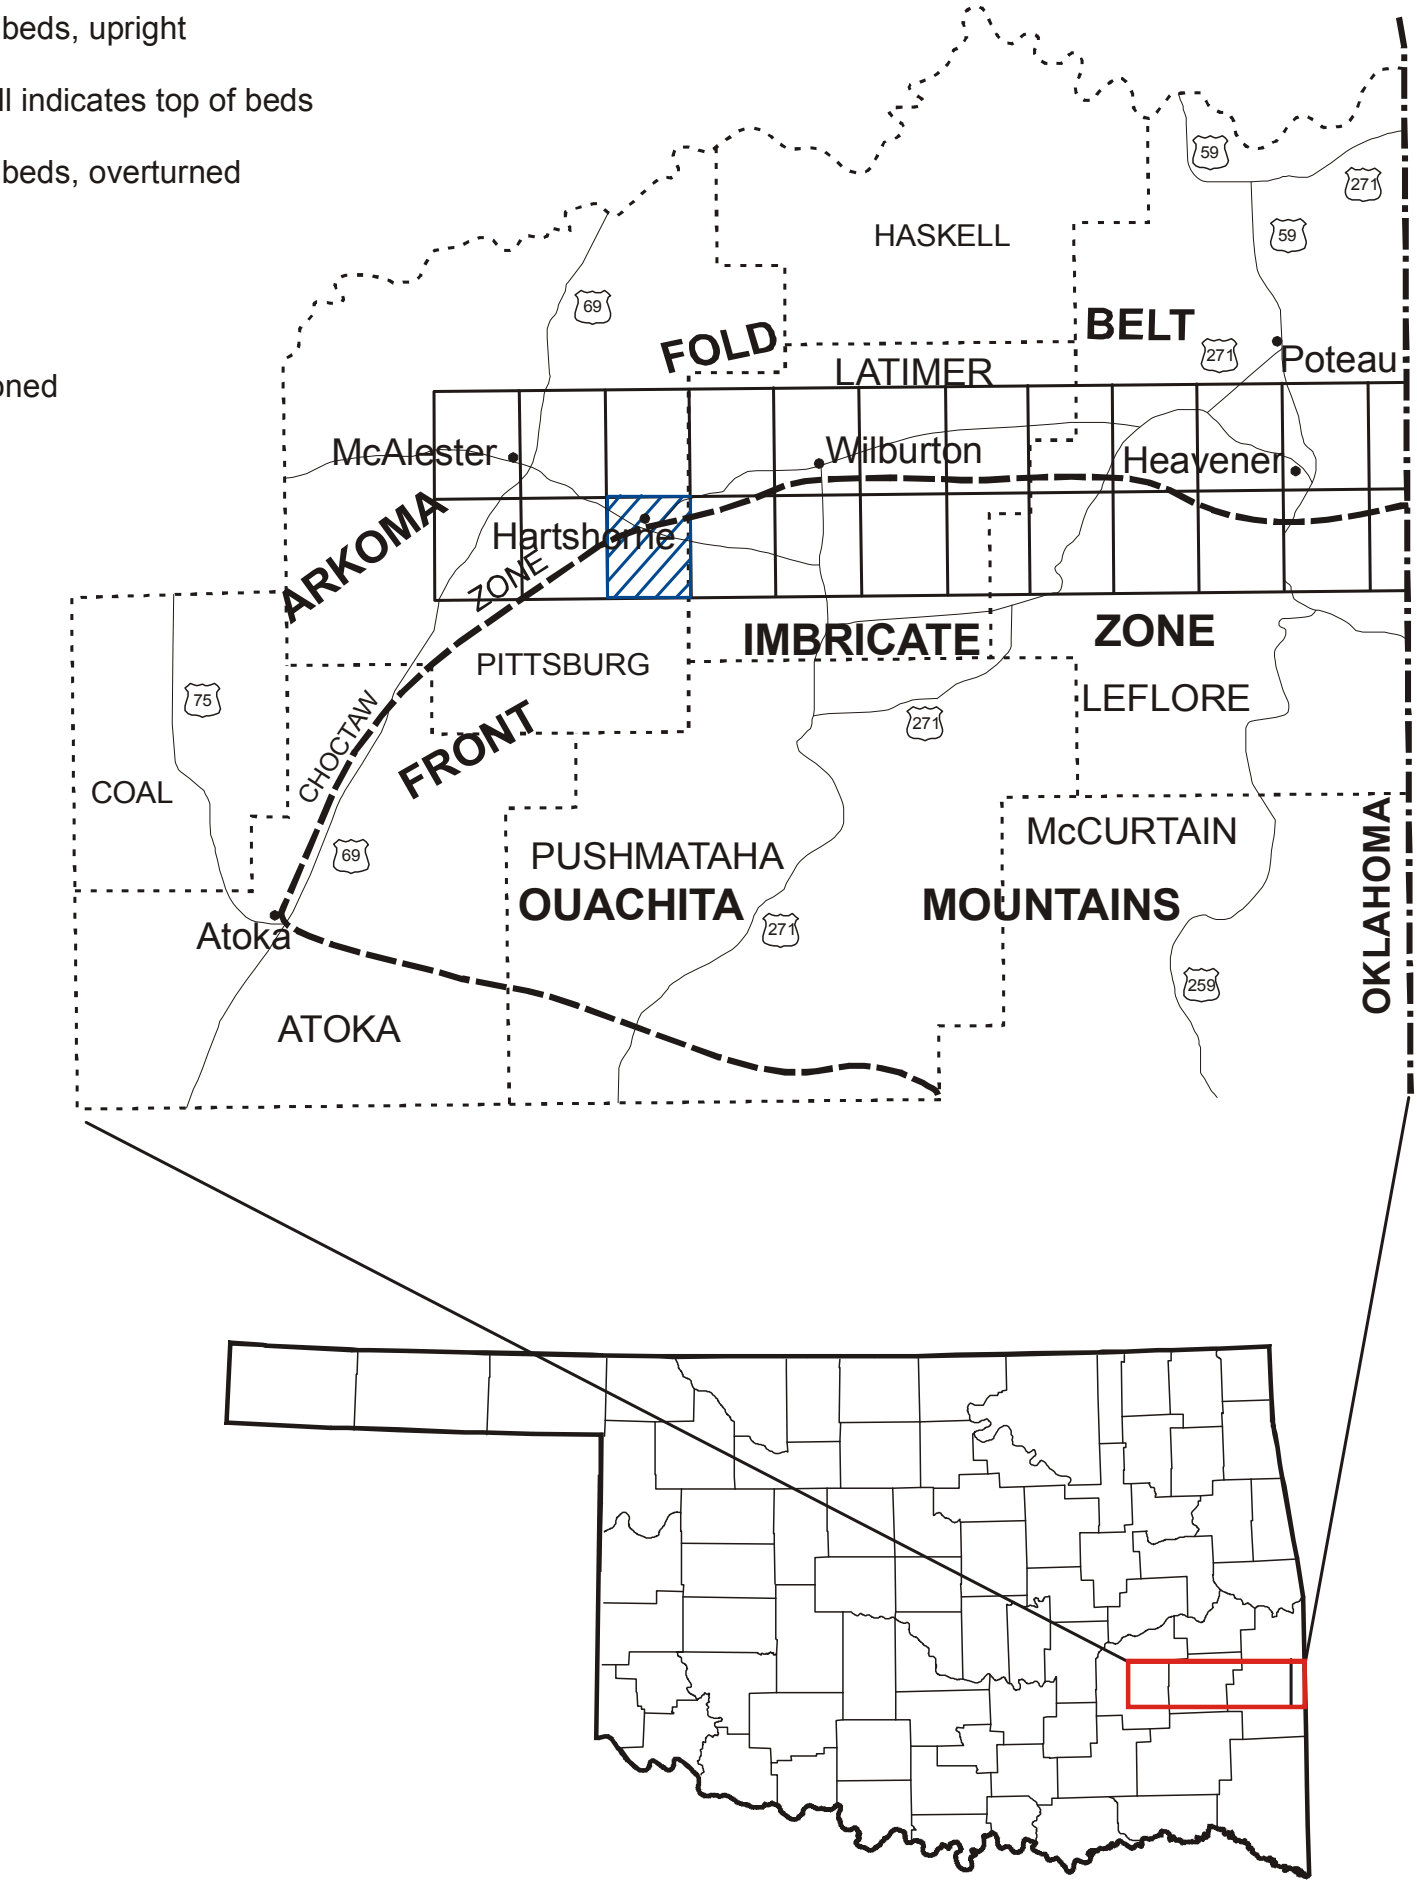 beds, upright
ll indicates top of beds
beds, overturned
oned
59
271
HASKELL
59
69
FOLD
BELT
271
Poteau
LATIMER
McAlester
Wilburton
Heavener
ARKOMA
Hartshorne
ZONE
IMBRICATE
ZONE
PITTSBURG
LEFLORE
75
CHOCTAW
FRONT
271
COAL
69
PUSHMATAHA
McCURTAIN
OUACHITA
MOUNTAINS
OKLAHOMA
271
Atoka
259
ATOKA